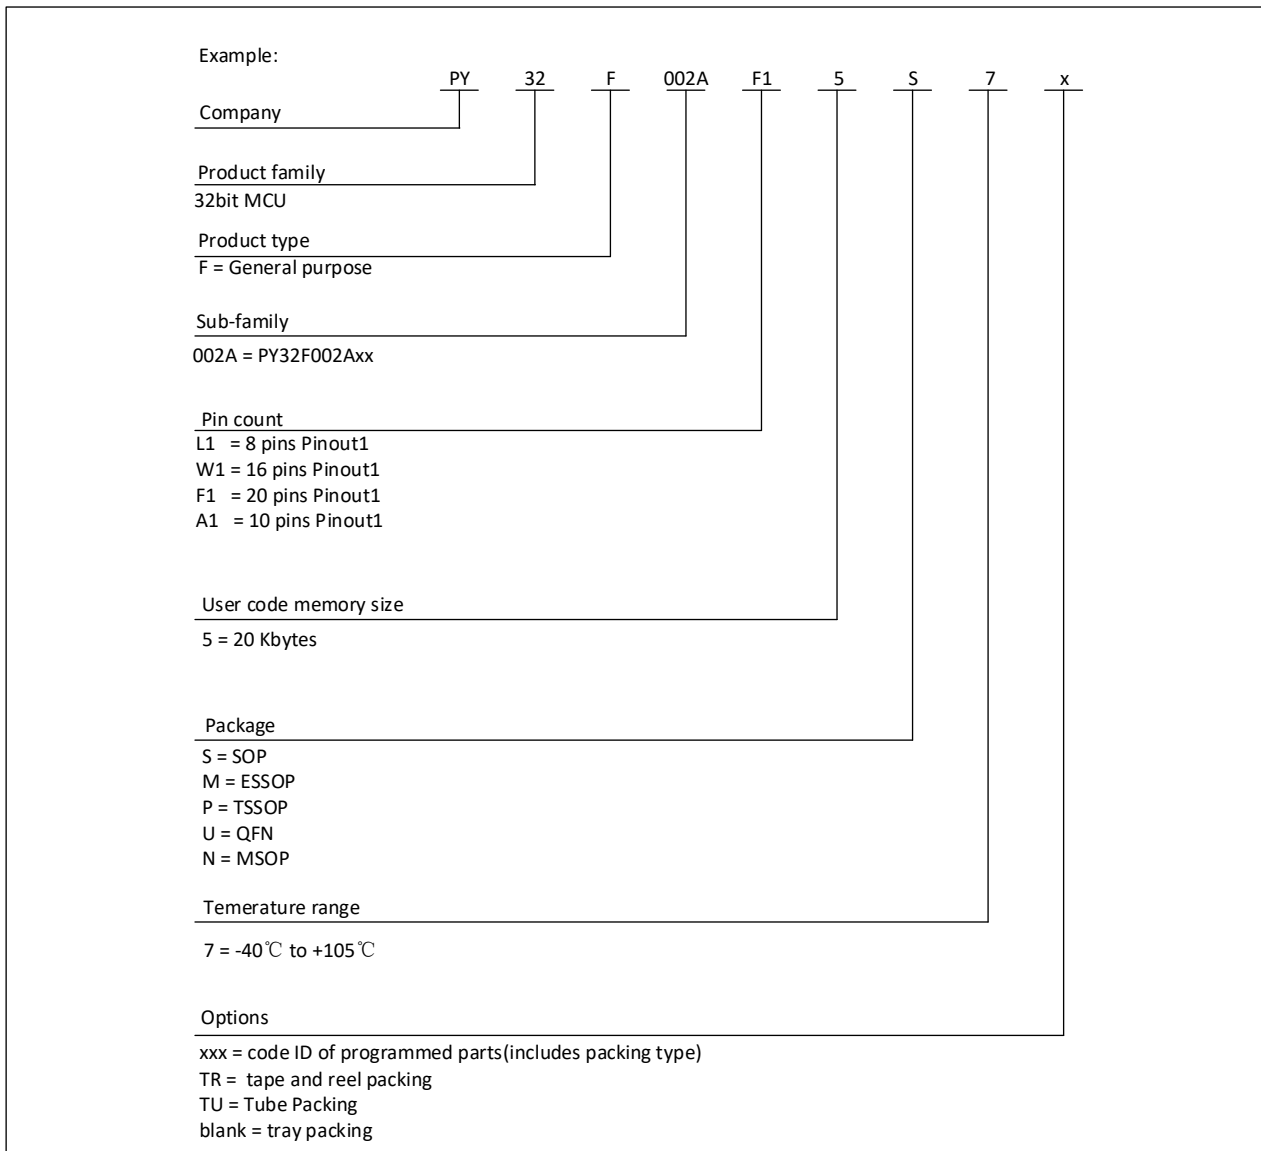 Example:
PY 32 F 002A F1 5 S 7 x
Company
Product family
32bit MCU
Product type
F = General purpose
Sub-family
002A = PY32F002Axx
Pin count
L1 = 8 pins Pinout1
W1 = 16 pins Pinout1
F1 = 20 pins Pinout1
A1 = 10 pins Pinout1
User code memory size
5 = 20 Kbytes
Package
S = SOP
M = ESSOP
P = TSSOP
U = QFN
N = MSOP
Temerature range
7 = -40℃ to +105℃
Options
xxx = code ID of programmed parts(includes packing type)
TR = tape and reel packing
TU = Tube Packing
blank = tray packing